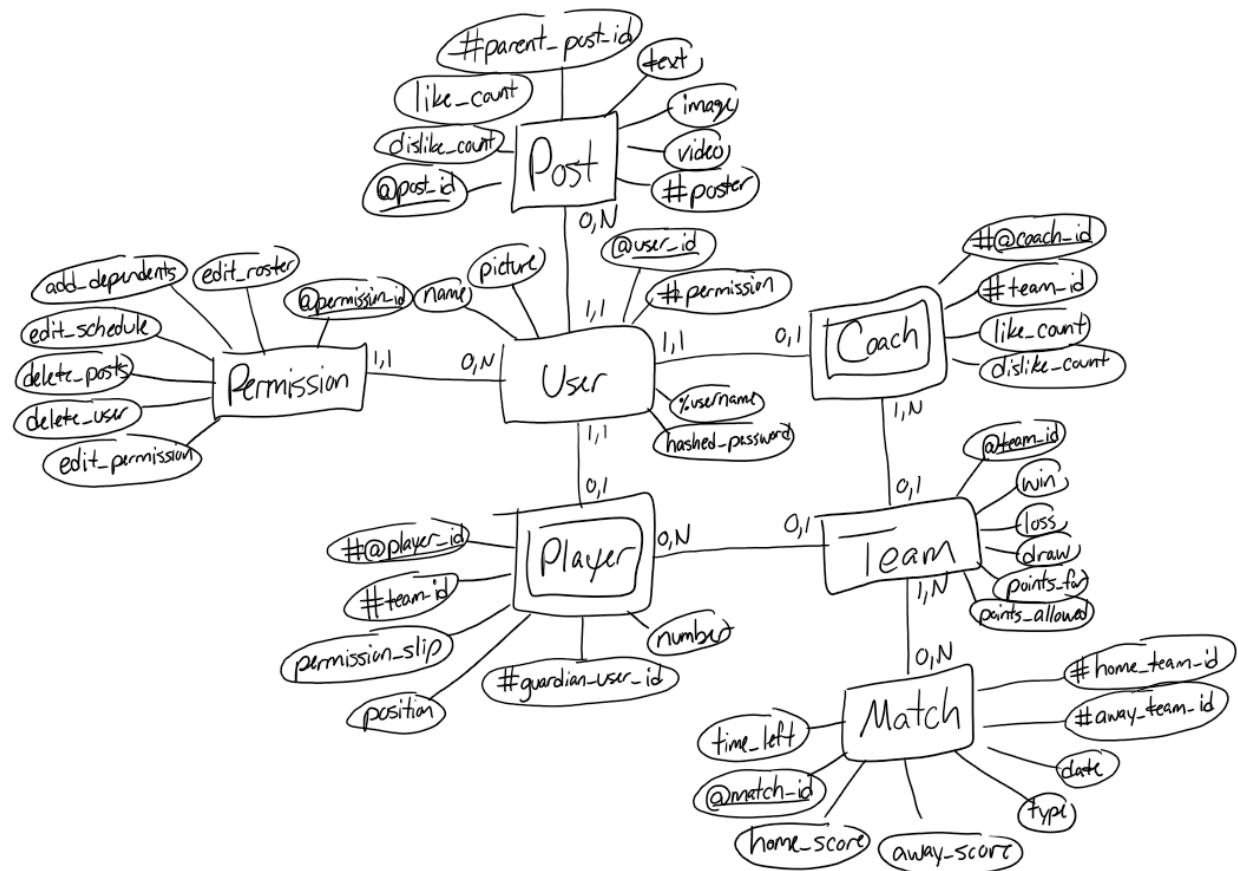 #parent_post_id
text
like_count
image
dislike_count
Post
video
@post_id
#poster
0,N
#@coach_id
@user_id
add_dependents
edit_roster
picture
@permission_id
name
#permission
#team_id
edit_schedule
1,1
0,1
Coach
like_count
delete_posts
Permission
1,1
0,N
User
1,1
dislike_count
delete_user
%username
1,N
edit_permission
1,1
hashed_password
@team_id
win
0,1
0,1
loss
#@player_id
Player
0,N
0,1
Team
draw
#team_id
1,N
points_for
points_allowed
permission_slip
number
0,N
#guardian_user_id
#home_team_id
position
Match
#away_team_id
time_left
date
@match_id
type
home_score
away_score